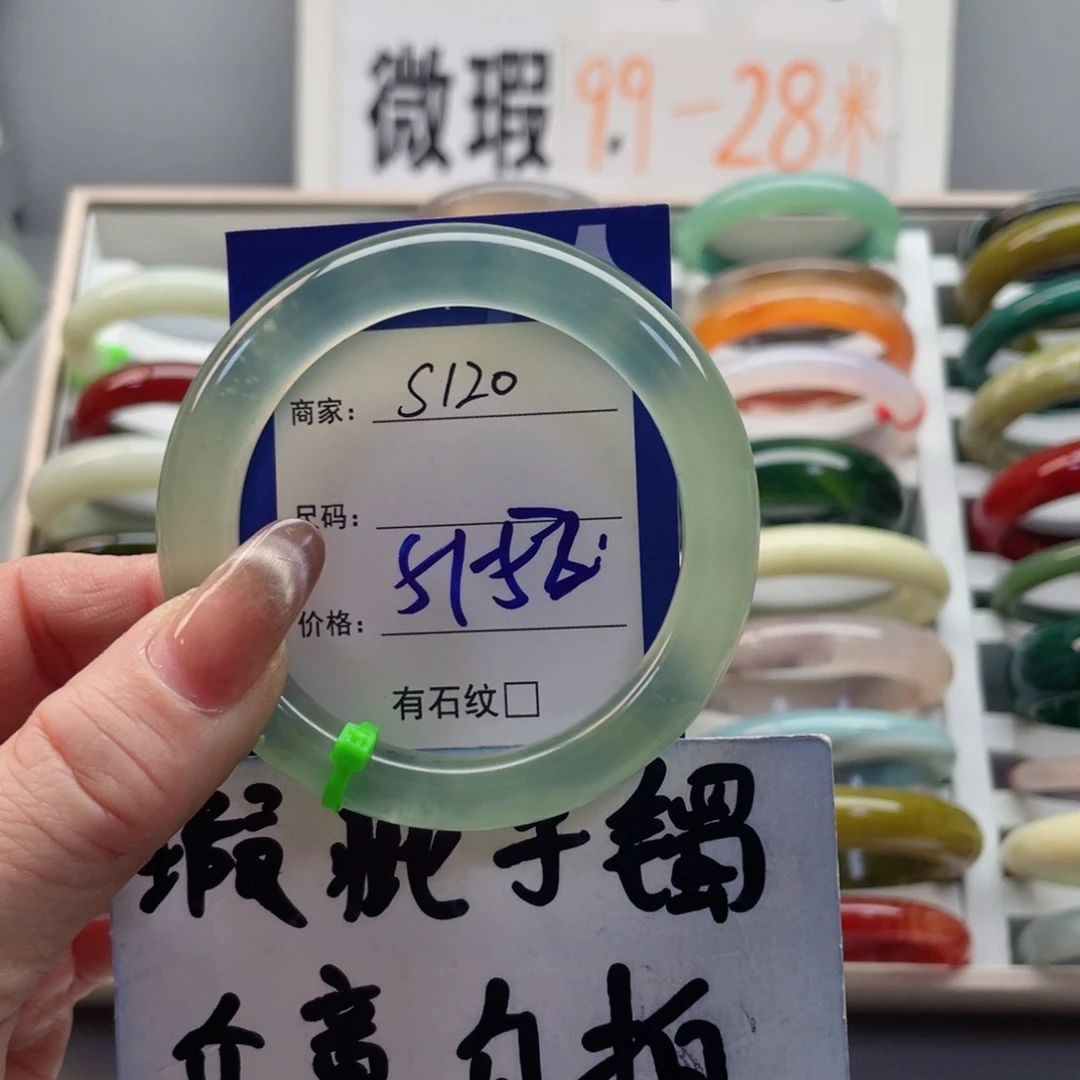 微瑕 99-28米
商家： S120
尺码：
价格：
有石纹□
瑕疵手镯
介高勿拍